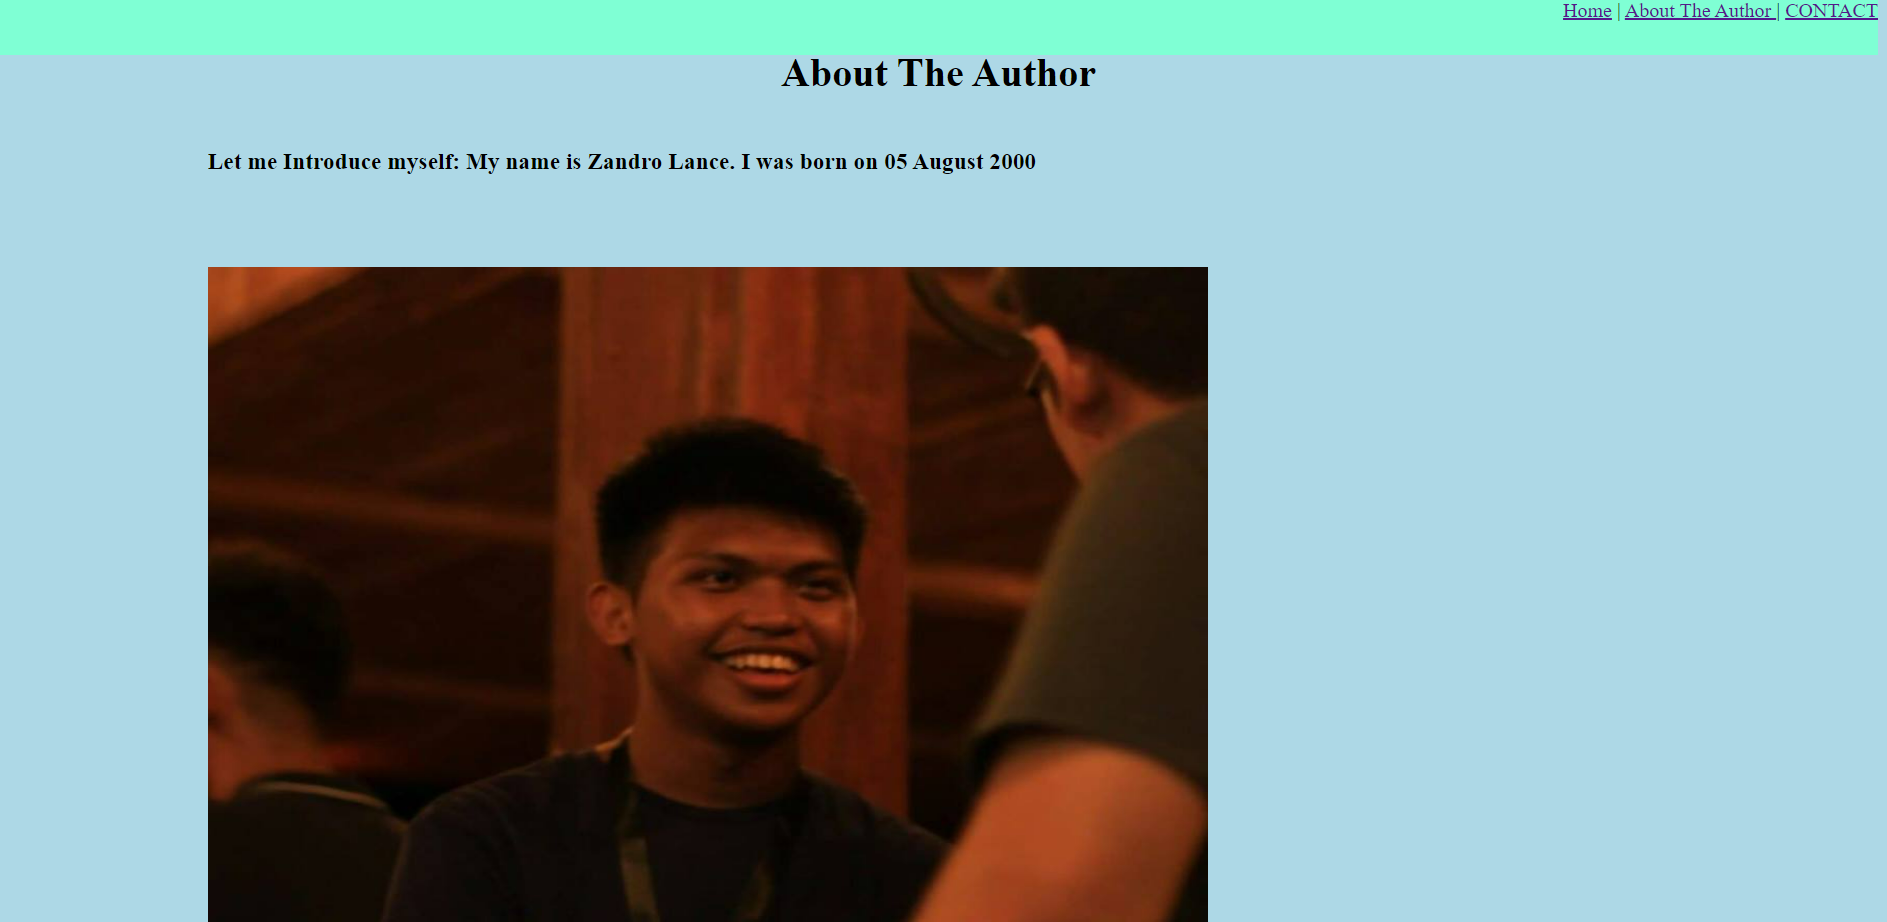 Home | About The Author | CONTACT
About The Author
Let me Introduce myself: My name is Zandro Lance. I was born on 05 August 2000